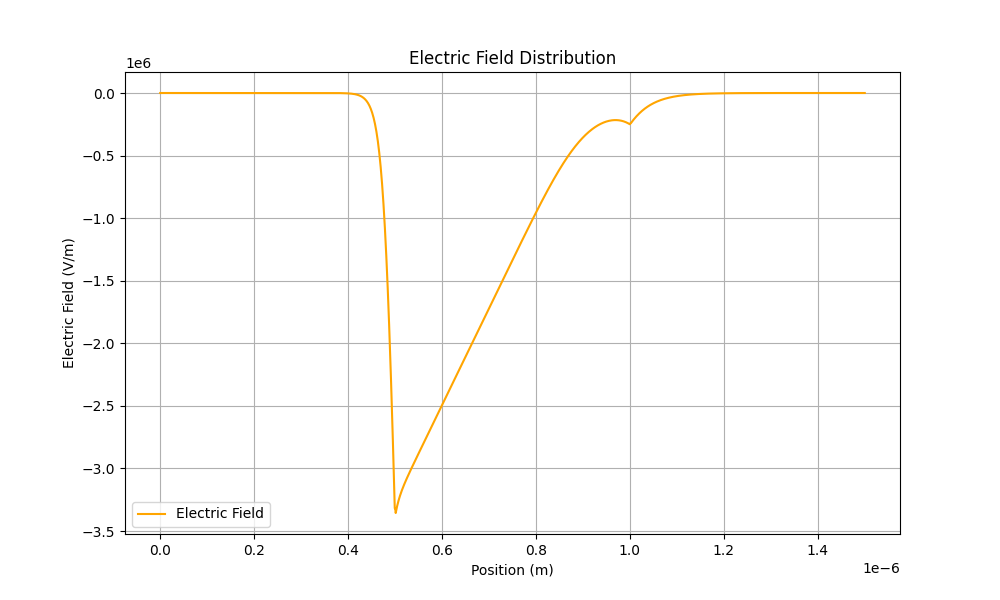 Electric Field Distribution
1e6
0.0
−0.5
−1.0
−1.5
−2.0
−2.5
−3.0
−3.5
Electric Field (V/m)
Electric Field
0.0 0.2 0.4 0.6 0.8 1.0 1.2 1.4
Position (m)
1e−6